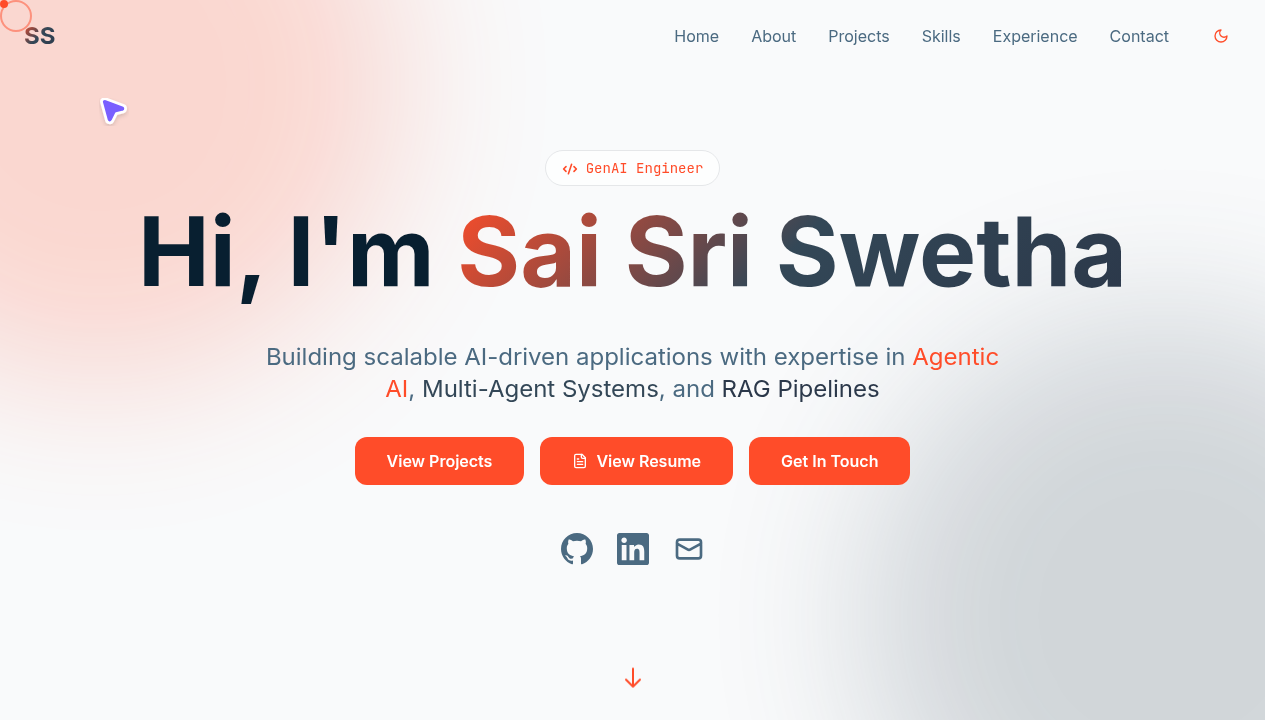 SS
Home
About
Projects
Skills
Experience
Contact
GenAI Engineer
Hi, I'm Sai Sri Swetha
Building scalable AI-driven applications with expertise in Agentic
AI, Multi-Agent Systems, and RAG Pipelines
View Projects
View Resume
Get In Touch